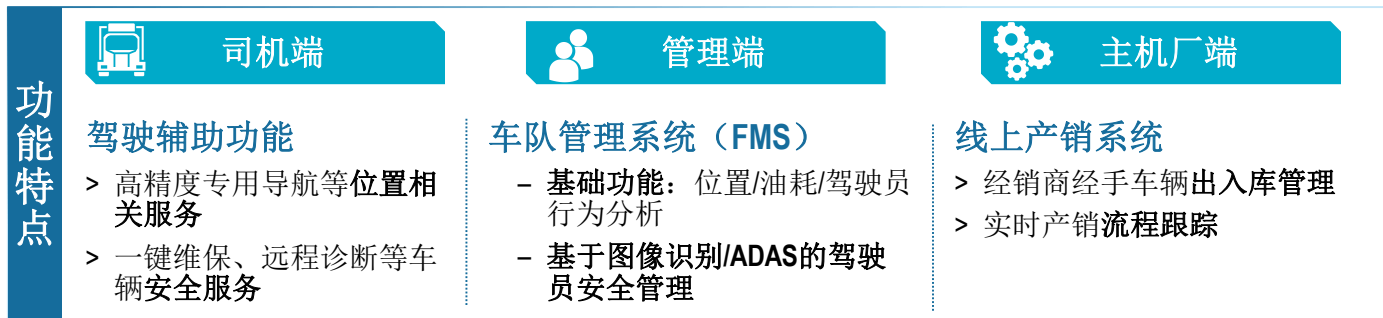 功能特点
司机端
驾驶辅助功能
> 高精度专用导航等位置相
关服务
> 一键维保、远程诊断等车
辆安全服务
管理端
车队管理系统（FMS）
– 基础功能：位置/油耗/驾驶员
行为分析
– 基于图像识别/ADAS的驾驶
员安全管理
主机厂端
线上产销系统
> 经销商经手车辆出入库管理
> 实时产销流程跟踪